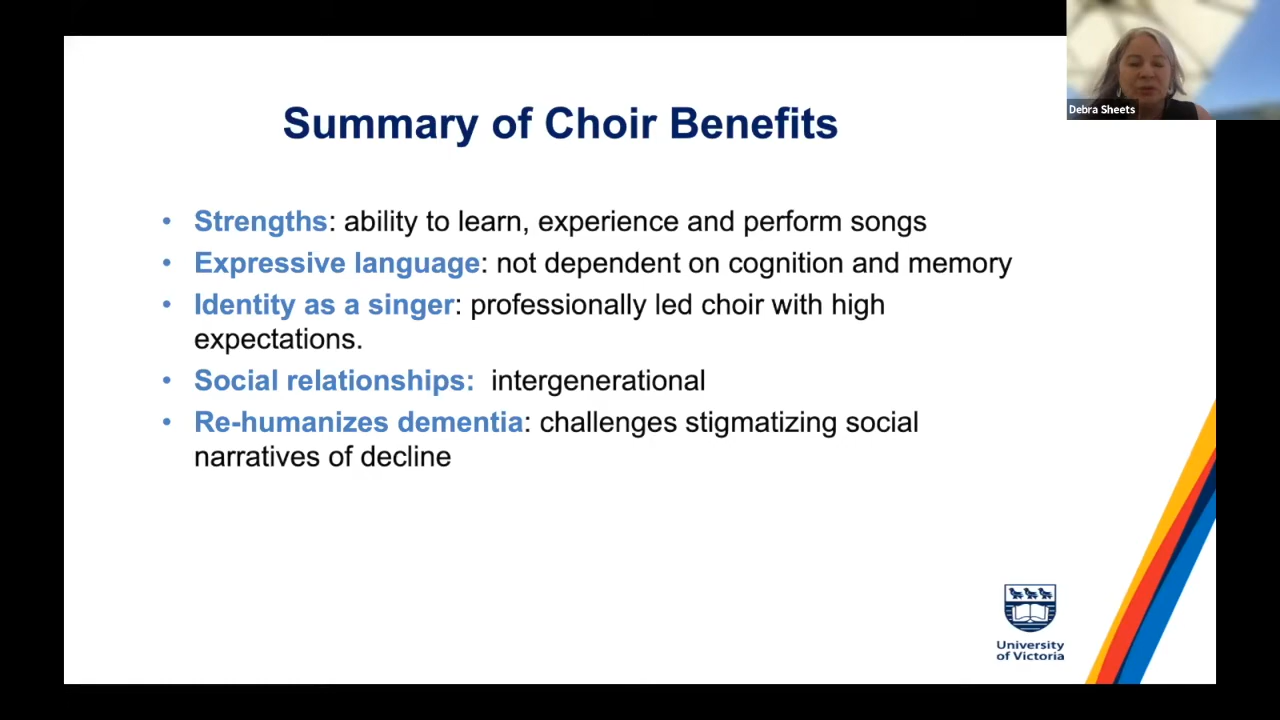 Debra Sheets
Summary of Choir Benefits
• Strengths: ability to learn, experience and perform songs
• Expressive language: not dependent on cognition and memory
• Identity as a singer: professionally led choir with high
expectations.
• Social relationships: intergenerational
• Re-humanizes dementia: challenges stigmatizing social
narratives of decline
University
of Victoria